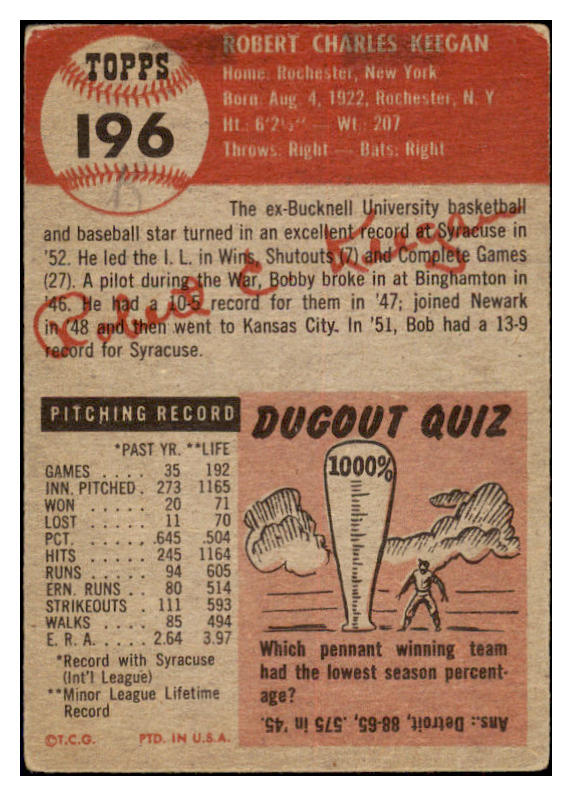 TOPPS
196
ROBERT CHARLES KEEGAN
Home: Rochester, New York
Born: Aug. 4, 1922, Rochester, N. Y
Ht.: 6'2½" — Wt.: 207
Throws: Right — Bats: Right
The ex-Bucknell University basketball
and baseball star turned in an excellent record at Syracuse in
'52. He led the I. L. in Wins, Shutouts (7) and Complete Games
(27). A pilot during the War, Bobby broke in at Binghamton in
'46. He had a 10-5 record for them in '47; joined Newark
in '48 and then went to Kansas City. In '51, Bob had a 13-9
record for Syracuse.
Robert C. Keegan
PITCHING RECORD
*PAST YR. **LIFE
GAMES . . . . 35 192
INN. PITCHED . 273 1165
WON . . . . . 20 71
LOST . . . . . 11 70
PCT. . . . . . .645 .504
HITS . . . . . 245 1164
RUNS . . . . . 94 605
ERN. RUNS . . 80 514
STRIKEOUTS . 111 593
WALKS . . . . 85 494
E. R. A. . . . . 2.64 3.97
*Record with Syracuse
(Int'l League)
**Minor League Lifetime
Record
©T.C.G. PTD. IN U.S.A.
DUGOUT QUIZ
1000%
Which pennant winning team
had the lowest season percent-
age?
Ans.: Detroit, 88-65, .575 in '45.